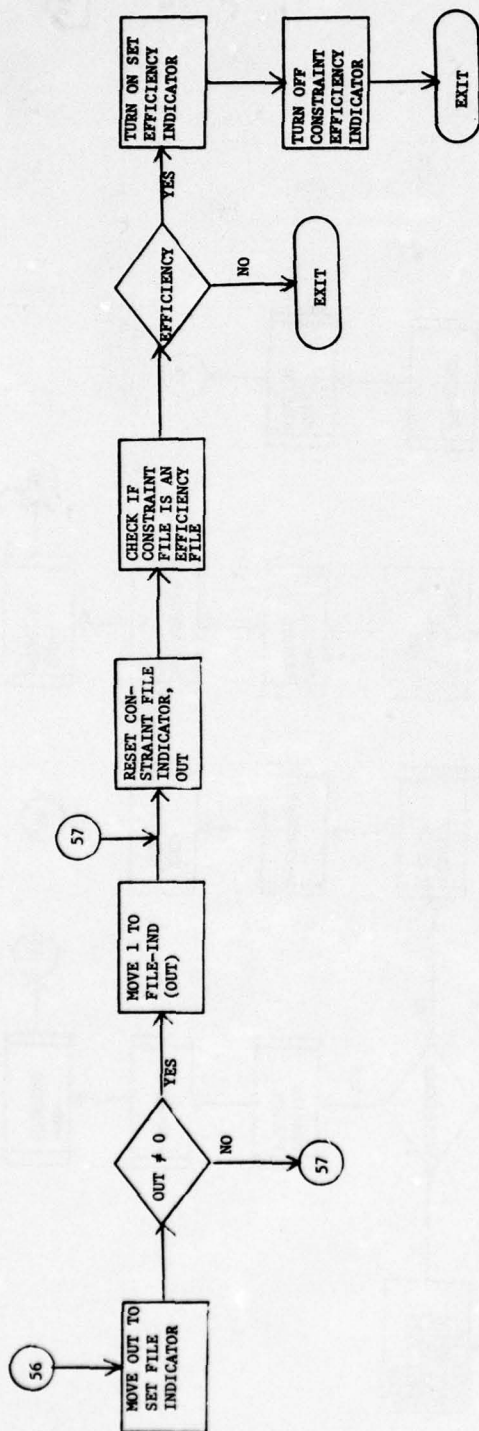 56
MOVE OUT TO
SET FILE
INDICATOR
OUT ≠ 0
YES
NO
57
MOVE 1 TO
FILE-IND
(OUT)
57
RESET CON-
STRAINT FILE
INDICATOR,
OUT
CHECK IF
CONSTRAINT
FILE IS AN
EFFICIENCY
FILE
EFFICIENCY
YES
NO
EXIT
TURN ON SET
EFFICIENCY
INDICATOR
TURN OFF
CONSTRAINT
EFFICIENCY
INDICATOR
EXIT